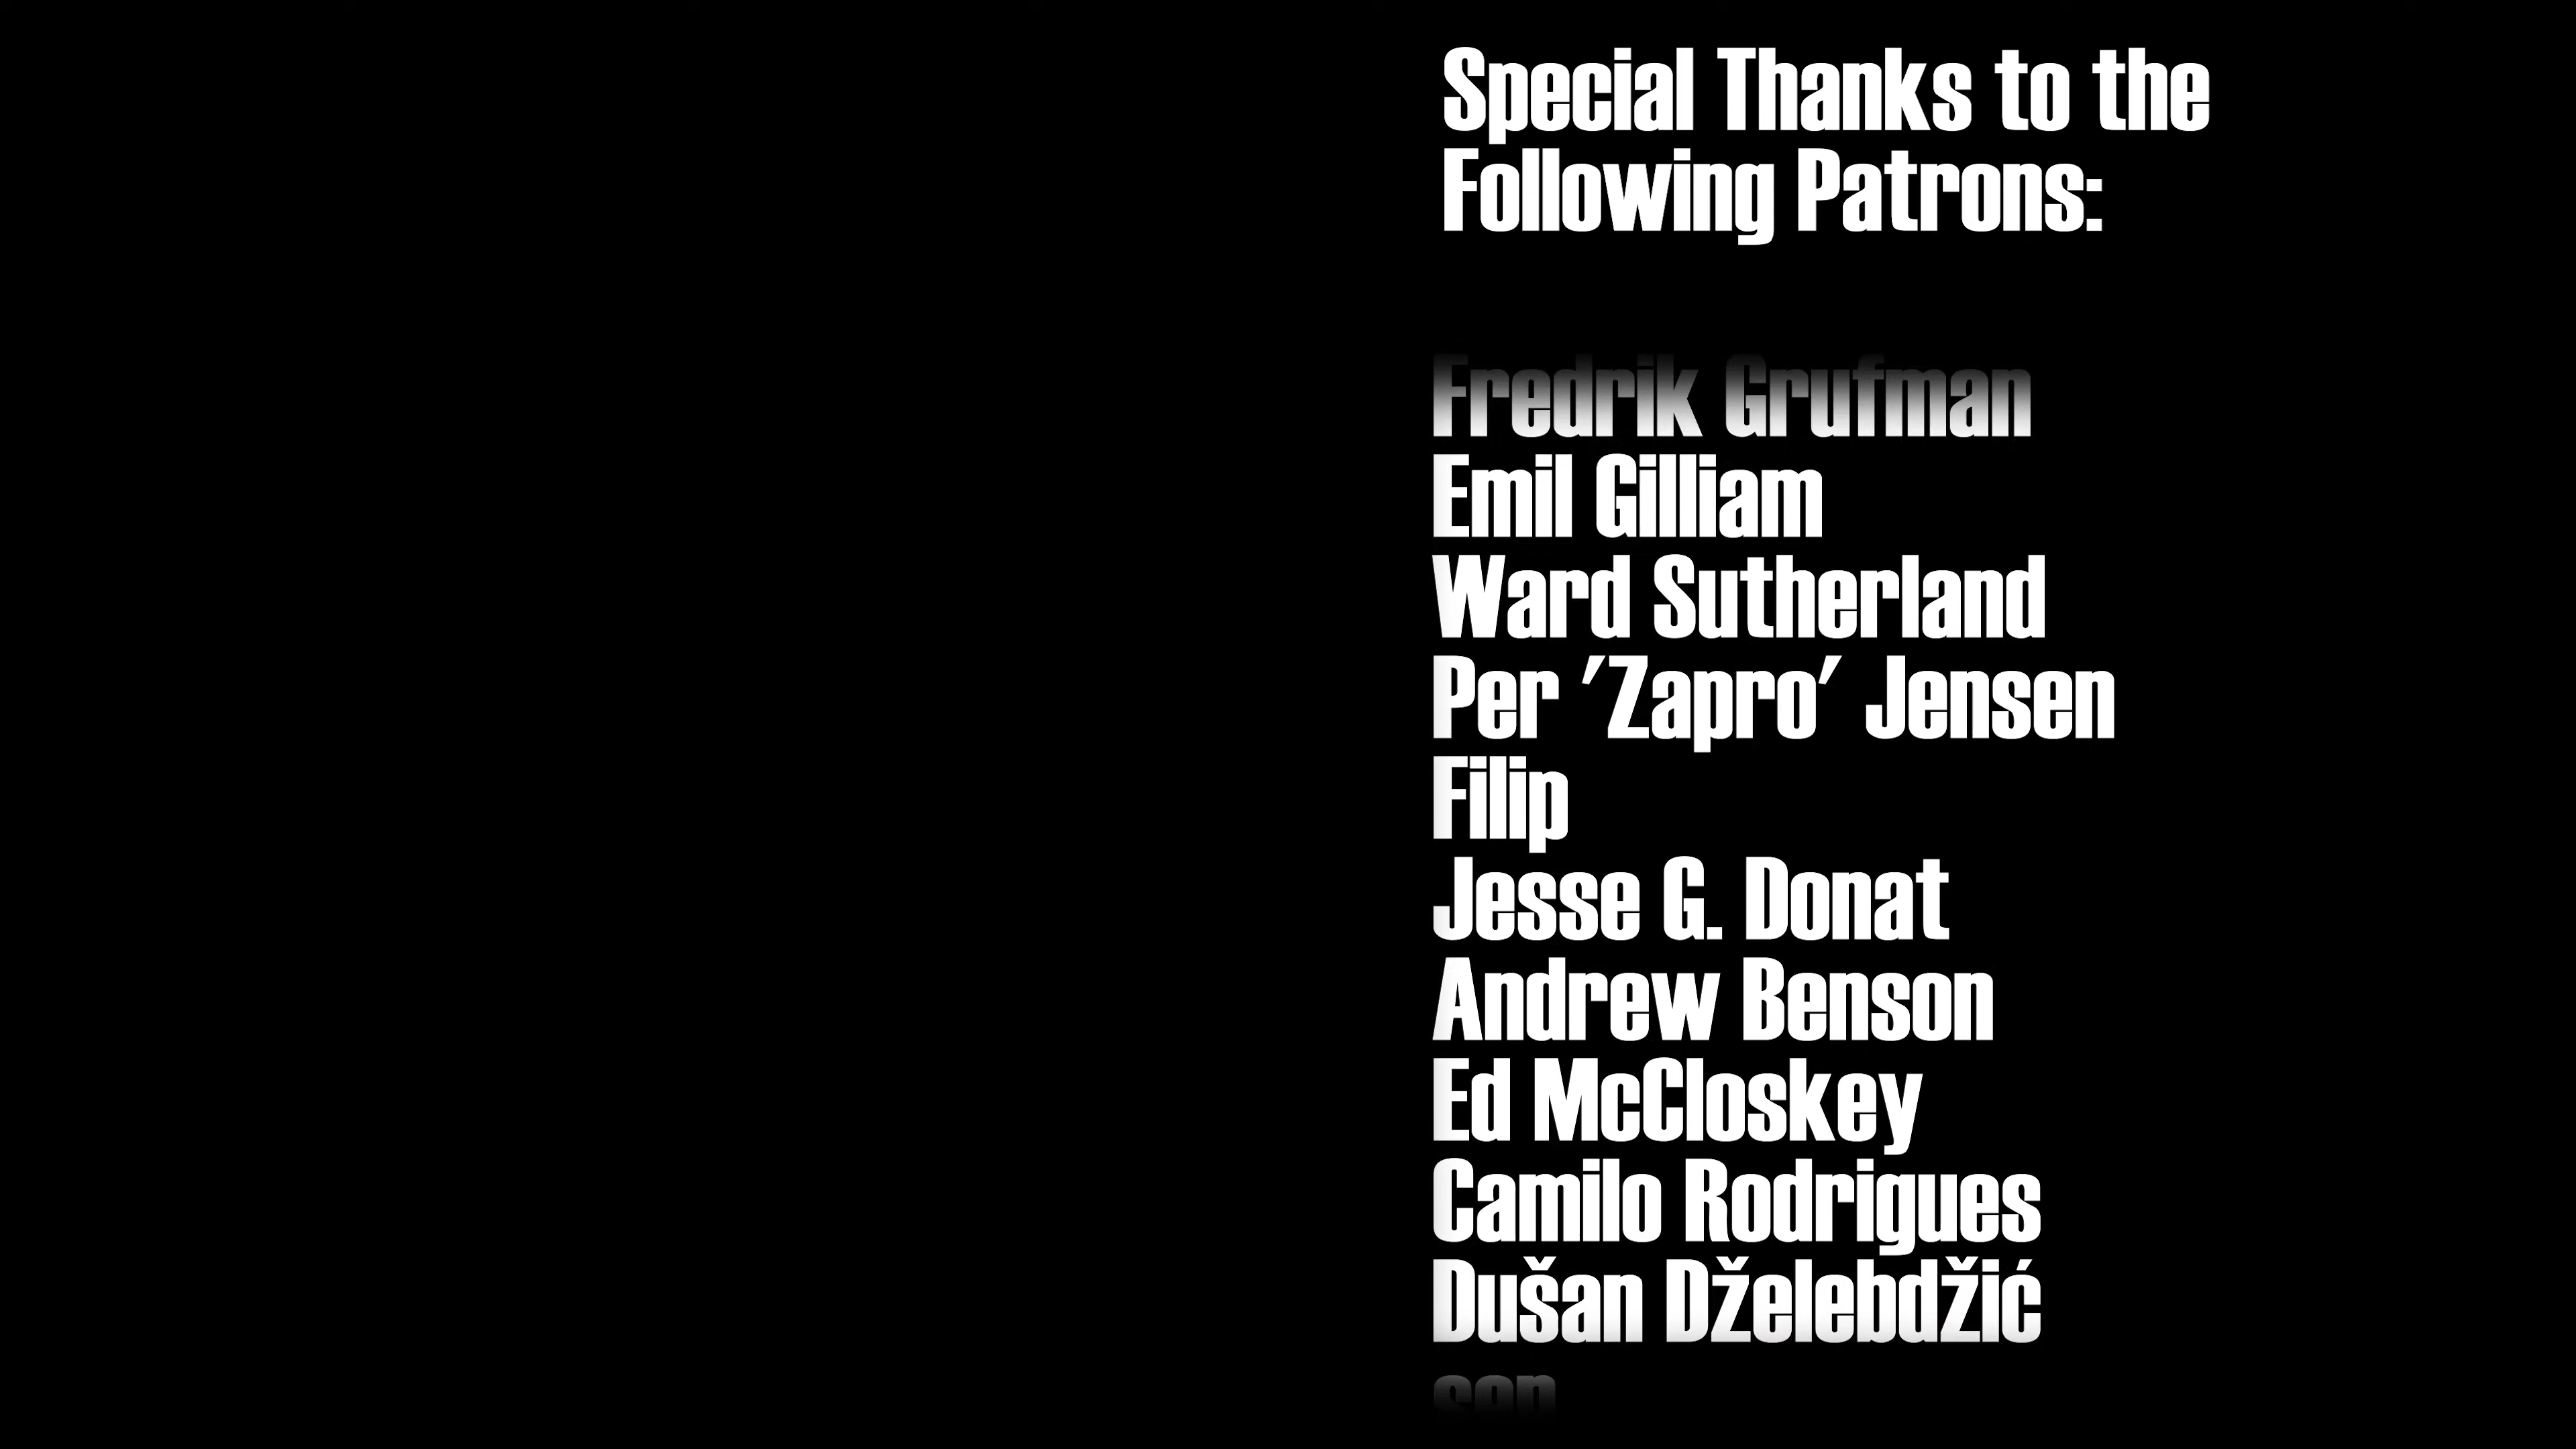 Special Thanks to the
Following Patrons:
Fredrik Grufman
Emil Gilliam
Ward Sutherland
Per 'Zapro' Jensen
Filip
Jesse G. Donat
Andrew Benson
Ed McCloskey
Camilo Rodrigues
Dušan Dželebdžić